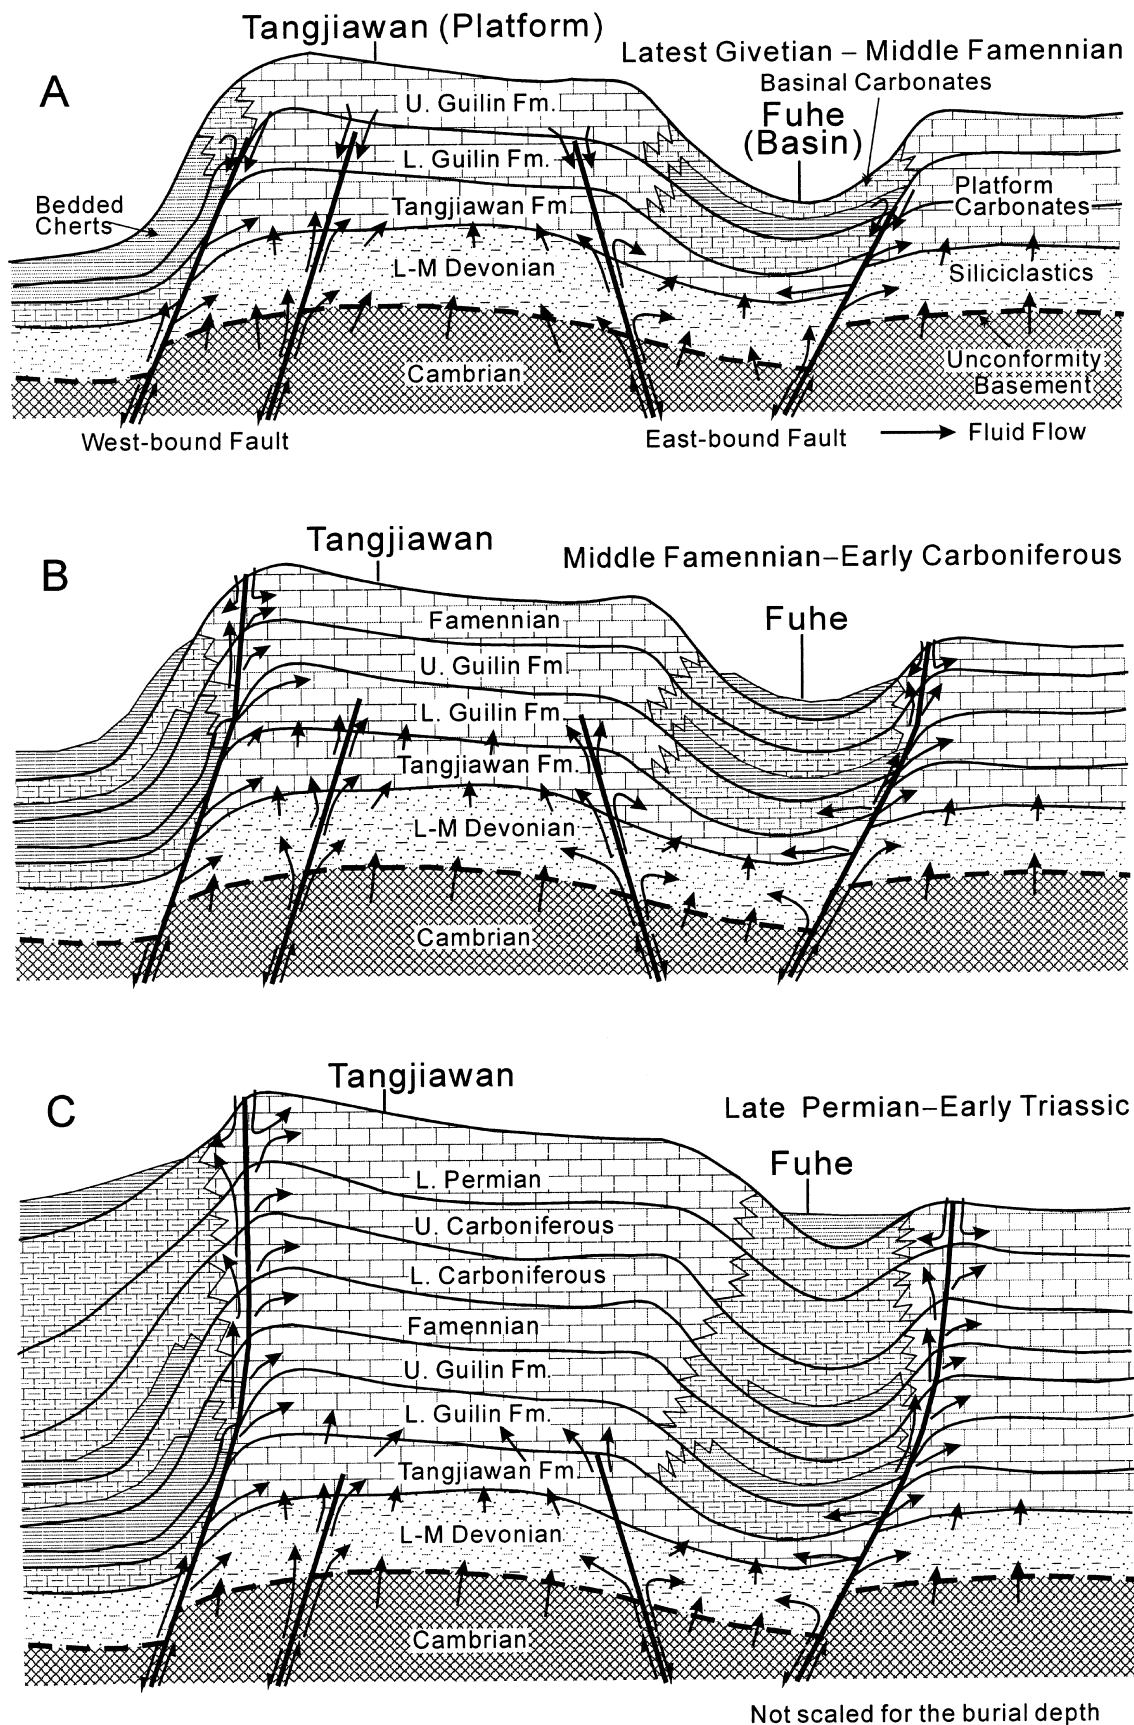 Tangjiawan (Platform)
A
Latest Givetian – Middle Famennian
Basinal Carbonates
U. Guilin Fm.
Fuhe
(Basin)
L. Guilin Fm.
Bedded
Cherts
Platform
Carbonates
Tangjiawan Fm.
L-M Devonian
Siliciclastics
Unconformity
Cambrian
Basement
West-bound Fault
East-bound Fault
Fluid Flow
Tangjiawan
B
Middle Famennian–Early Carboniferous
Famennian
Fuhe
U. Guilin Fm.
L. Guilin Fm.
Tangjiawan Fm.
L-M Devonian
Cambrian
Tangjiawan
C
Late Permian–Early Triassic
Fuhe
L. Permian
U. Carboniferous
L. Carboniferous
Famennian
U. Guilin Fm.
L. Guilin Fm.
Tangjiawan Fm.
L-M Devonian
Cambrian
Not scaled for the burial depth